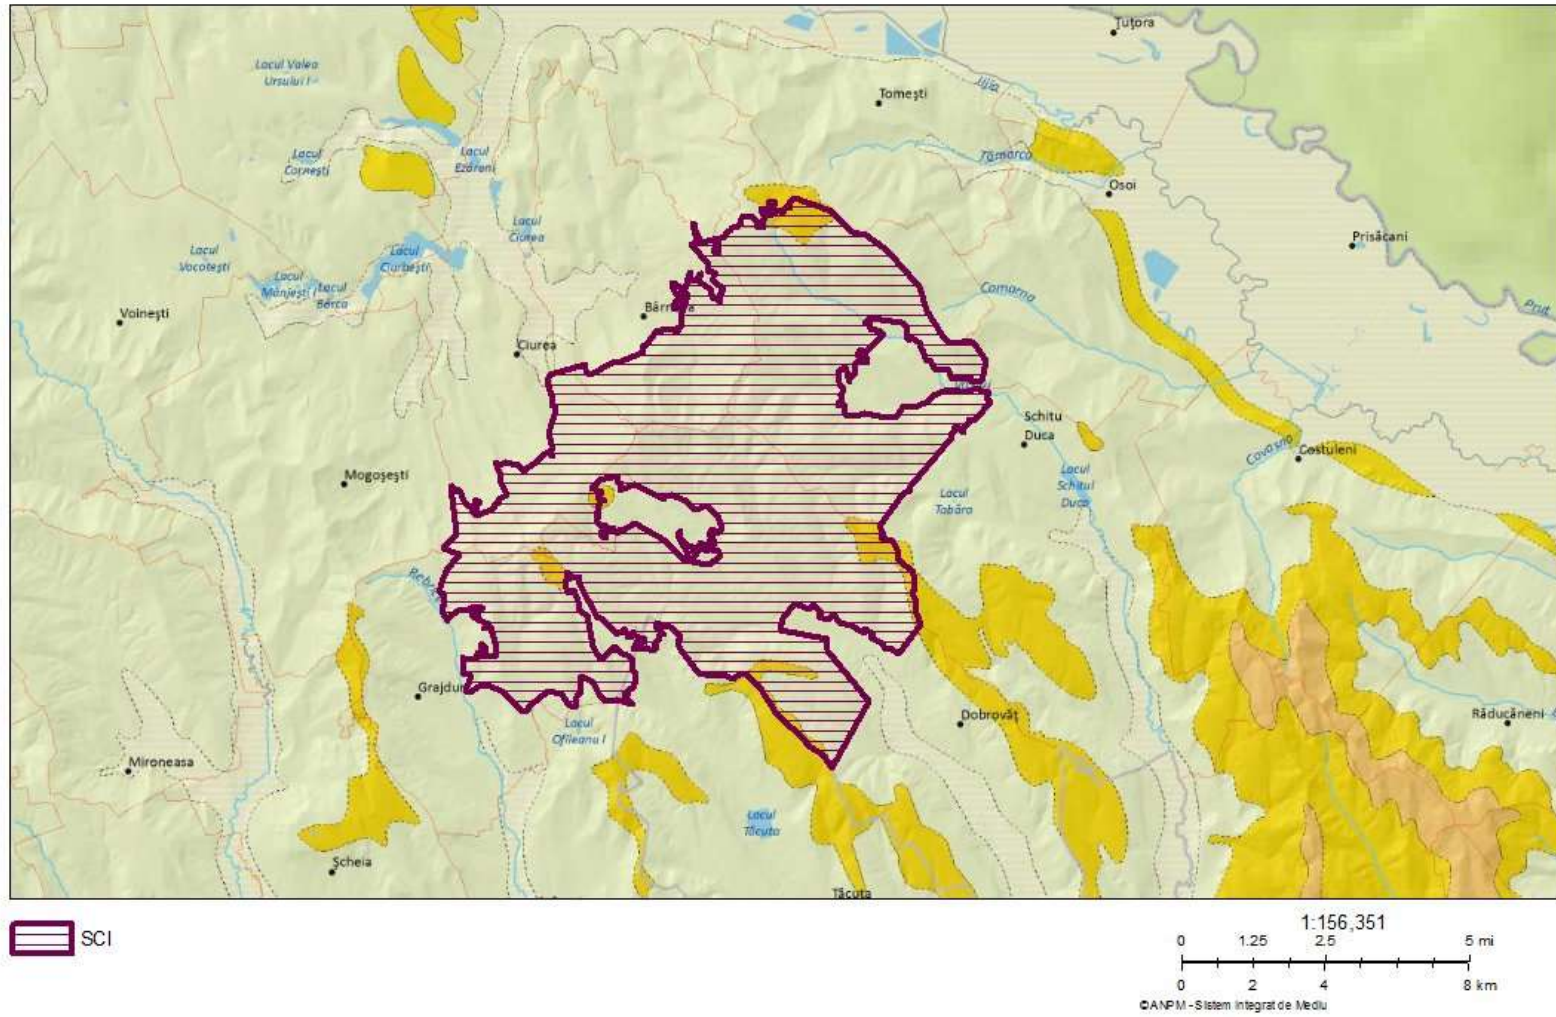 Țuțora
Lacul Valea
Ursului I
Jijia
Tomești
Tămarca
Lacul
Cornești
Lacul
Ezăreni
Osoi
Lacul
Ciurea
Prisăcani
Lacul
Vocotești
Lacul
Ciurbești
Lacul
Mânjești I
Lacul
Bârca
Comarna
Prut
Voinești
Ciurea
Schitu
Duca
Covasna
Costuleni
Mogoșești
Lacul
Tabăra
Lacul
Schitul
Duca
Grajduri
Lacul
Ofileanu I
Dobrovăț
Răducăneni
Mironeasa
Lacul
Tăcuta
Șcheia
Tăcuta
SCI
1:156,351
0 1.25 2.5 5 mi
0 2 4 8 km
©ANPM - Sistem Integrat de Mediu